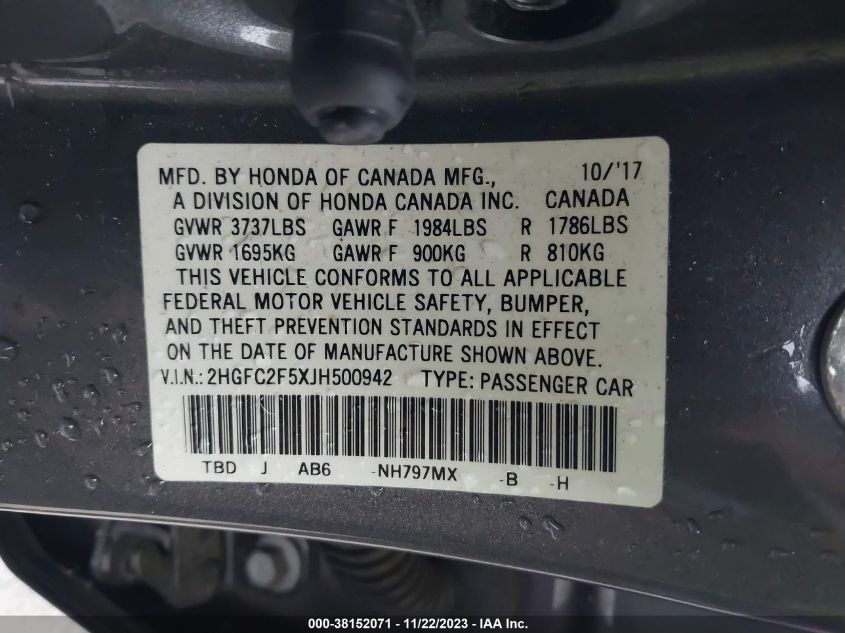 MFD. BY HONDA OF CANADA MFG., 10/'17
A DIVISION OF HONDA CANADA INC. CANADA
GVWR 3737LBS GAWR F 1984LBS R 1786LBS
GVWR 1695KG GAWR F 900KG R 810KG
THIS VEHICLE CONFORMS TO ALL APPLICABLE
FEDERAL MOTOR VEHICLE SAFETY, BUMPER,
AND THEFT PREVENTION STANDARDS IN EFFECT
ON THE DATE OF MANUFACTURE SHOWN ABOVE.
V.I.N.: 2HGFC2F5XJH500942 TYPE: PASSENGER CAR
TBD J AB6 -NH797MX -B -H
000-38152071 - 11/22/2023 - IAA Inc.